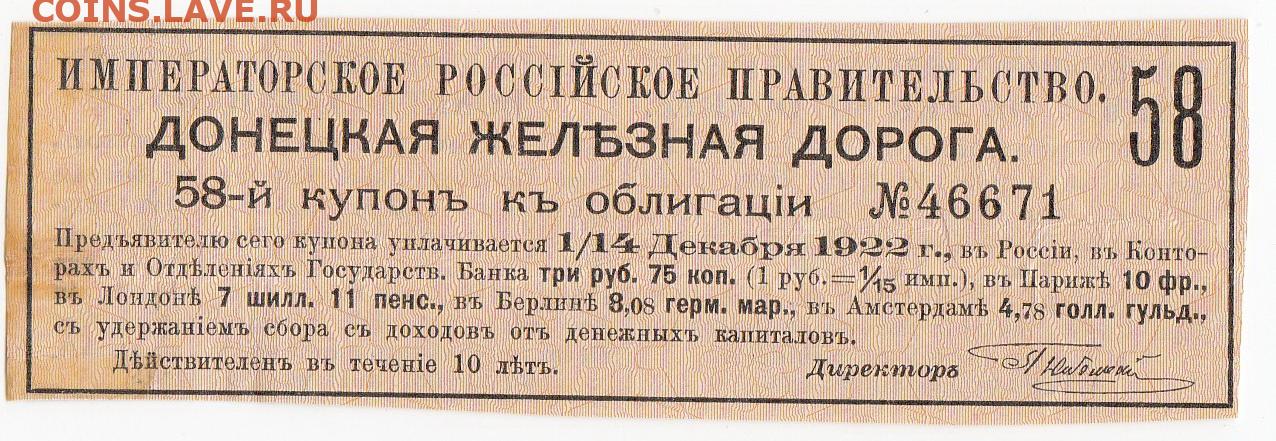 COINS.LAVE.RU
ИМПЕРАТОРСКОЕ РОССІЙСКОЕ ПРАВИТЕЛЬСТВО. 58
ДОНЕЦКАЯ ЖЕЛѢЗНАЯ ДОРОГА.
58-й купонъ къ облигаціи №46671
Предъявителю сего купона уплачивается 1/14 Декабря 1922 г., въ Россіи, въ Конто-
рахъ и Отдѣленіяхъ Государств. Банка три руб. 75 коп. (1 руб.=1/15 имп.), въ Парижѣ 10 фр.,
въ Лондонѣ 7 шилл. 11 пенс., въ Берлинѣ 8,08 герм. мар., въ Амстердамѣ 4,78 голл. гульд.,
съ удержаніемъ сбора съ доходовъ отъ денежныхъ капиталовъ.
Дѣйствителенъ въ теченіе 10 лѣтъ. Директоръ